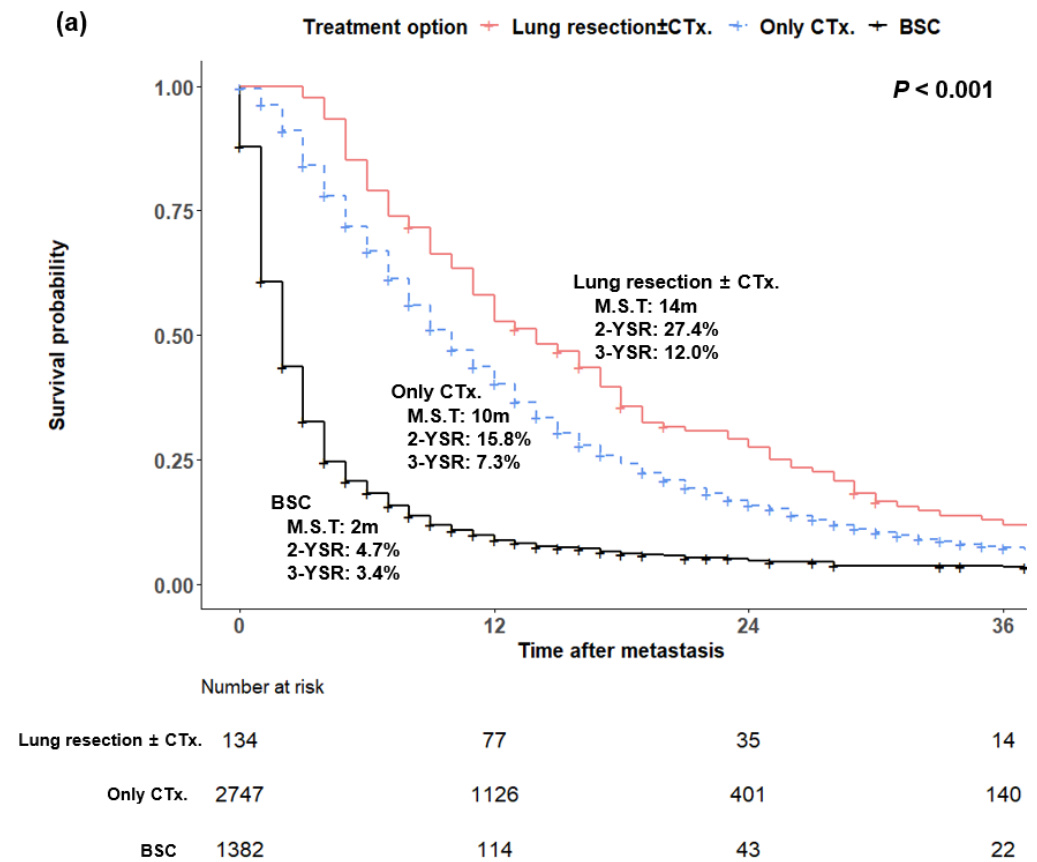 (a)
Treatment option Lung resection±CTx. Only CTx. BSC
P < 0.001
1.00
0.75
0.50
0.25
0.00
Survival probability
Lung resection ± CTx.
M.S.T: 14m
2-YSR: 27.4%
3-YSR: 12.0%
Only CTx.
M.S.T: 10m
2-YSR: 15.8%
3-YSR: 7.3%
BSC
M.S.T: 2m
2-YSR: 4.7%
3-YSR: 3.4%
0 12 24 36
Time after metastasis
Number at risk
Lung resection ± CTx. 134 77 35 14
Only CTx. 2747 1126 401 140
BSC 1382 114 43 22